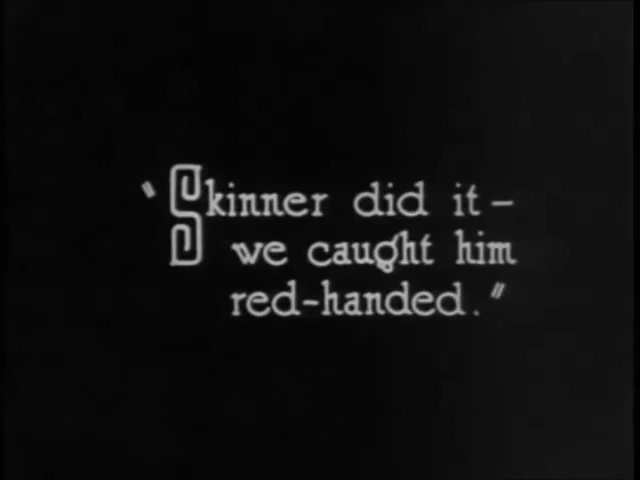 "Skinner did it –
we caught him
red-handed."